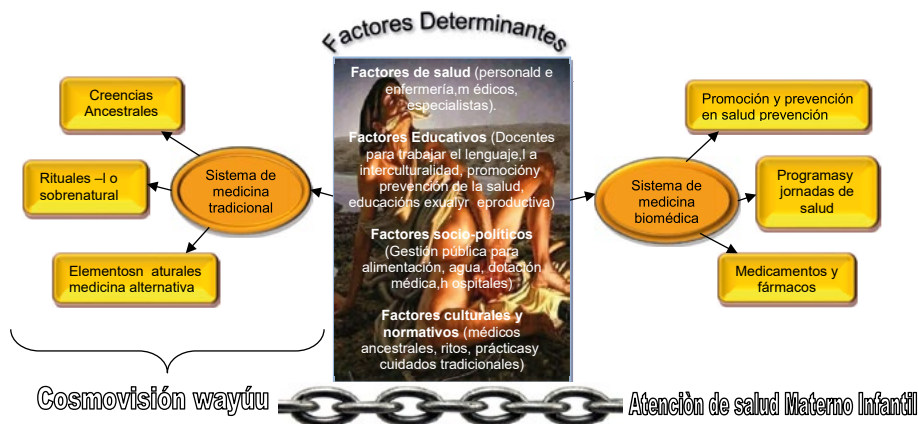 Factores Determinantes
Creencias
Ancestrales
Rituales –l o
sobrenatural
Elementosn aturales
medicina alternativa
Sistema de
medicina
tradicional
Factores de salud (personald e
enfermería,m édicos,
especialistas).
Factores Educativos (Docentes
para trabajar el lenguaje,l a
interculturalidad, promocióny
prevención de la salud,
educacións exualyr eproductiva)
Factores socio-políticos
(Gestión pública para
alimentación, agua, dotación
médica,h ospitales)
Factores culturales y
normativos (médicos
ancestrales, ritos, prácticasy
cuidados tradicionales)
Sistema de
medicina
biomédica
Promoción y prevención
en salud prevención
Programasy
jornadas de
salud
Medicamentos y
fármacos
Cosmovisión wayúu
Atenciòn de salud Materno Infantil